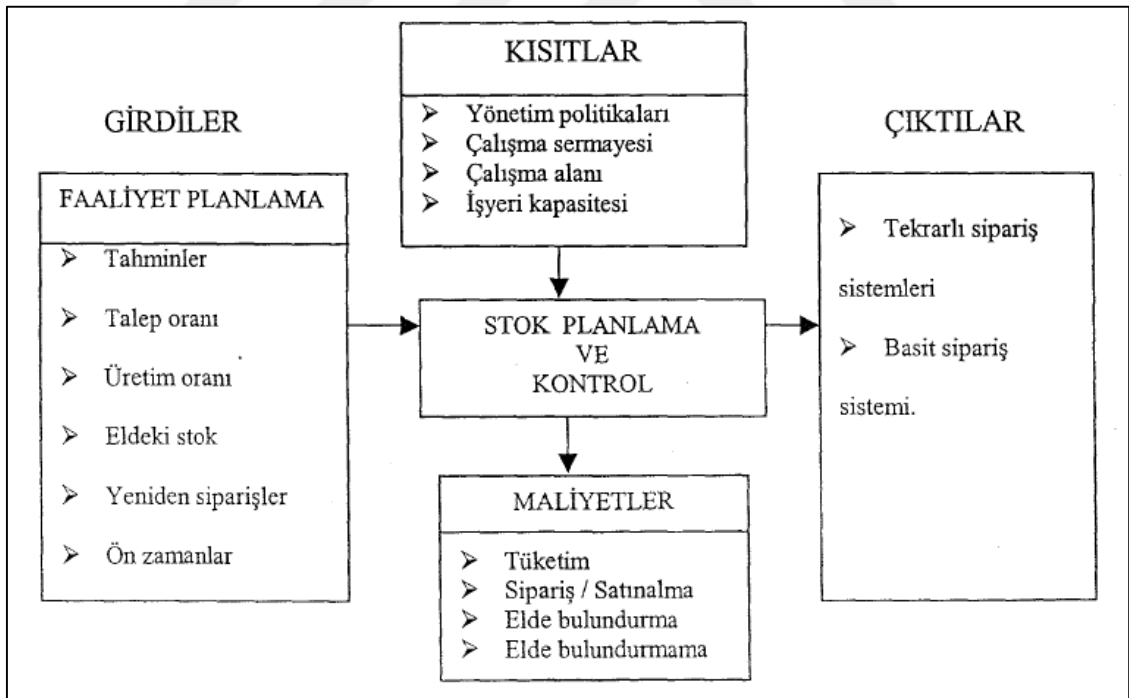 KISITLAR
➤ Yönetim politikaları
➤ Çalışma sermayesi
➤ Çalışma alanı
➤ İşyeri kapasitesi
GİRDİLER
FAALİYET PLANLAMA
➤ Tahminler
➤ Talep oranı
➤ Üretim oranı
➤ Eldeki stok
➤ Yeniden siparişler
➤ Ön zamanlar
STOK PLANLAMA
VE
KONTROL
MALİYETLER
➤ Tüketim
➤ Sipariş / Satınalma
➤ Elde bulundurma
➤ Elde bulundurmama
ÇIKTILAR
➤ Tekrarlı sipariş
sistemleri
➤ Basit sipariş
sistemi.